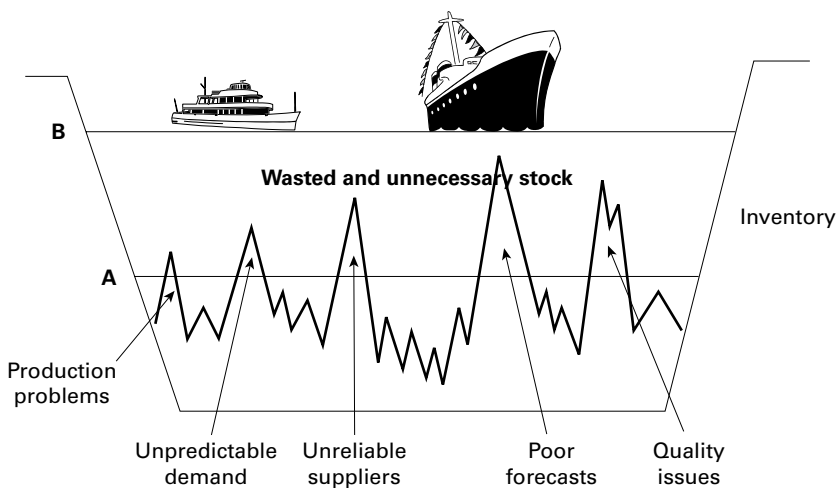 B
Wasted and unnecessary stock
Inventory
A
Production
problems
Unpredictable
demand
Unreliable
suppliers
Poor
forecasts
Quality
issues